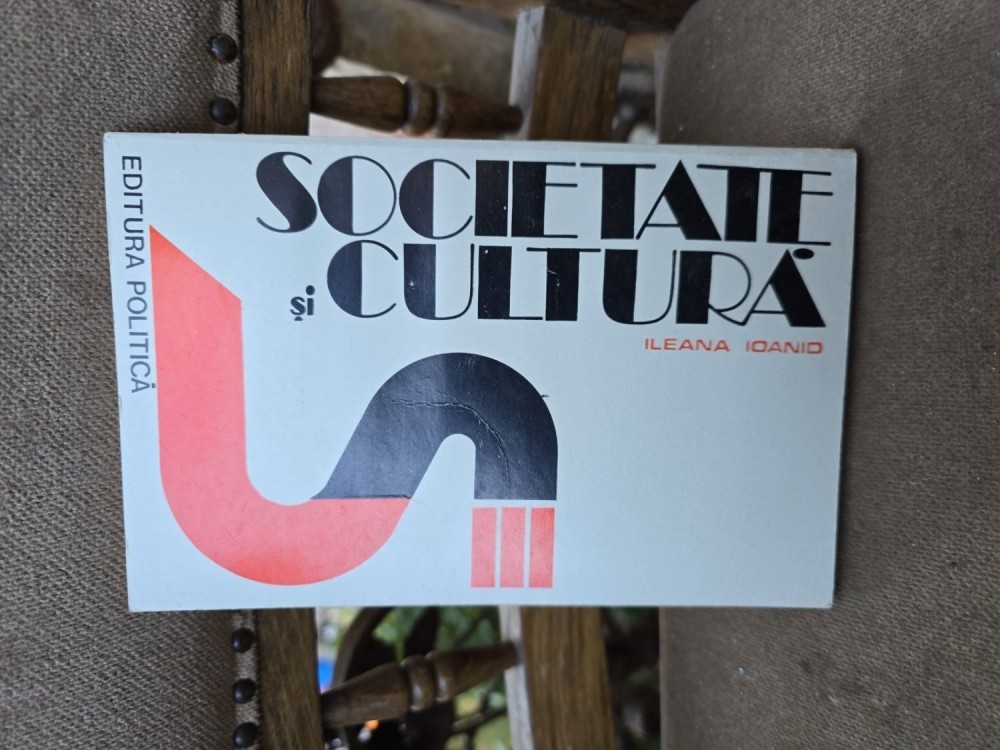 SOCIETATE
și CULTURĂ
ILEANA IOANID
EDITURA POLITICĂ